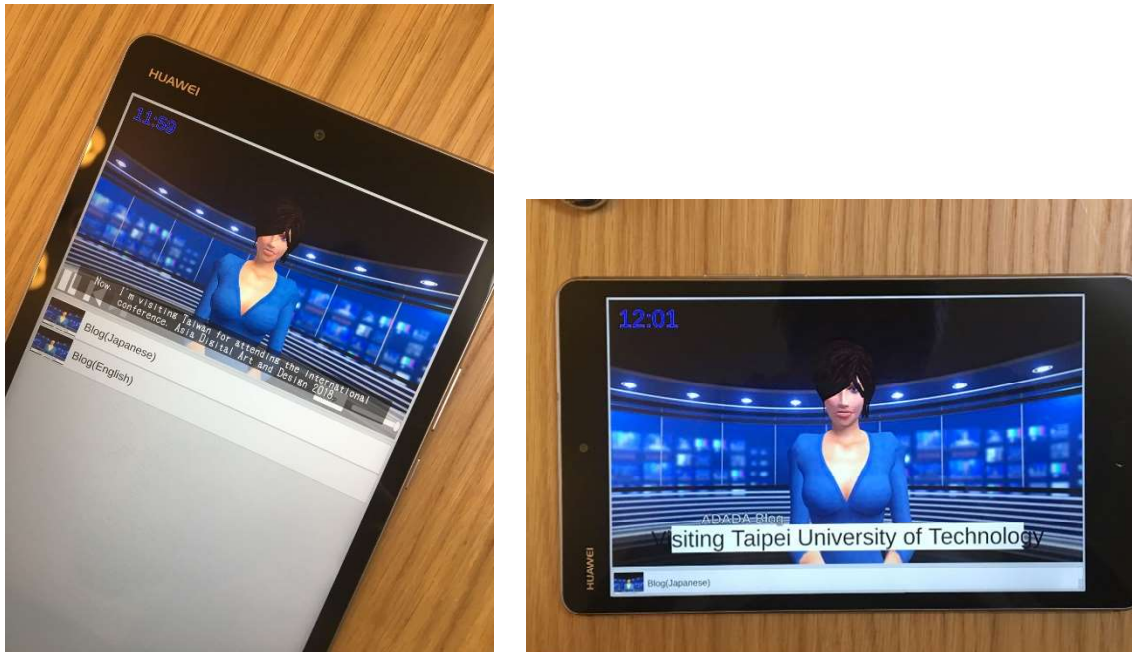 HUAWEI
11:59
Now, I'm visiting Taiwan for attending the international
conference. Asia Digital Art and Design 2018.
Blog(Japanese)
Blog(English)
12:01
ADADA Blog
Visiting Taipei University of Technology
Blog(Japanese)
HUAWEI